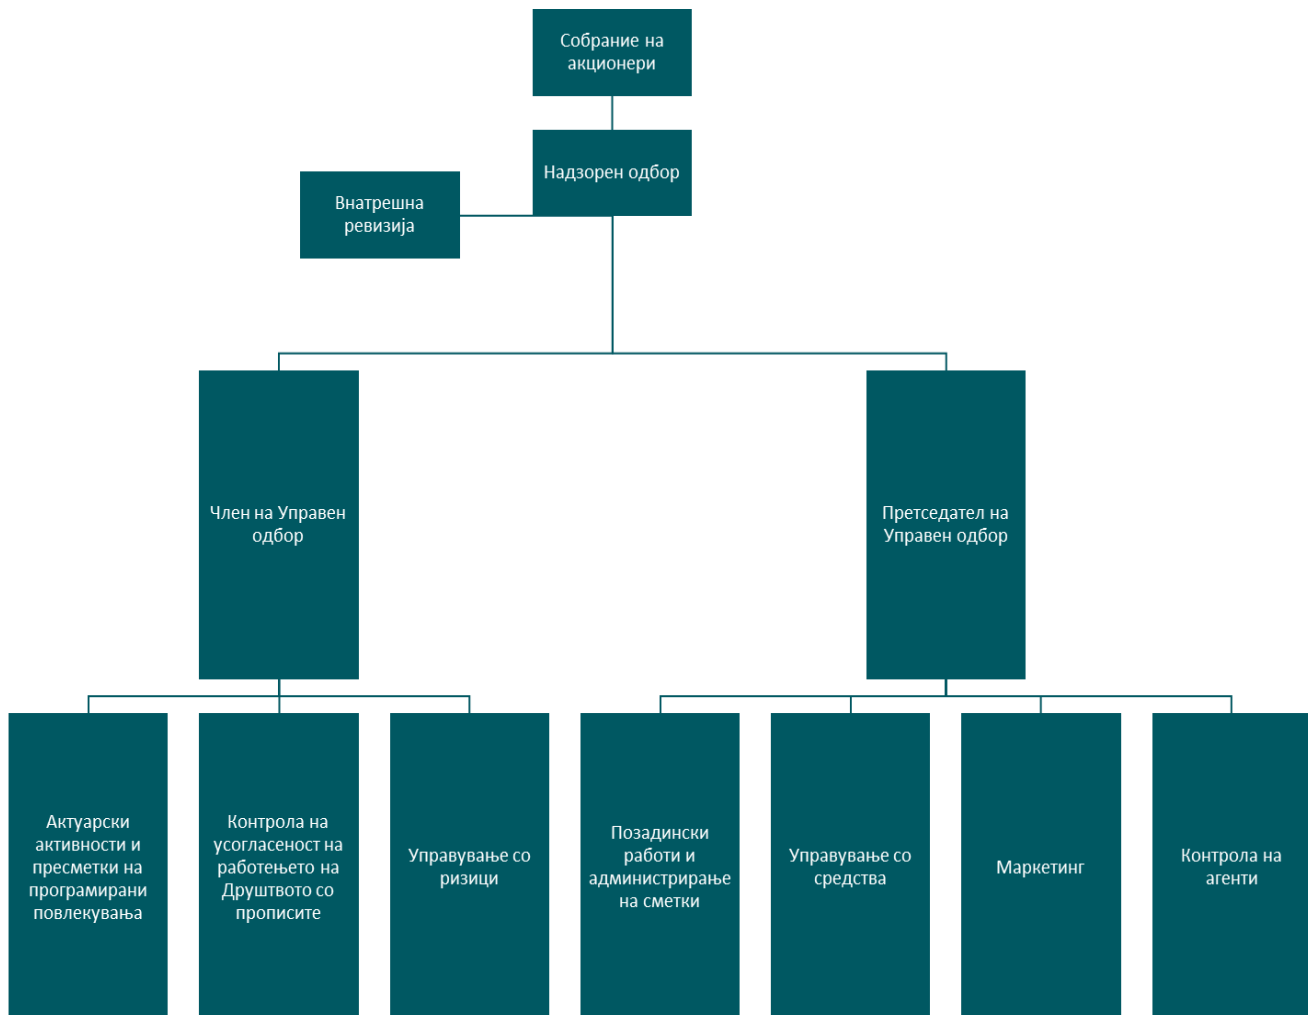 Собрание на
акционери
Надзорен одбор
Внатрешна
ревизија
Член на Управен
одбор
Претседател на
Управен одбор
Актуарски
активности и
пресметки на
програмирани
повлекувања
Контрола на
усогласеност на
работењето на
Друштвото со
прописите
Управување со
ризици
Позадински
работи и
администрирање
на сметки
Управување со
средства
Маркетинг
Контрола на
агенти